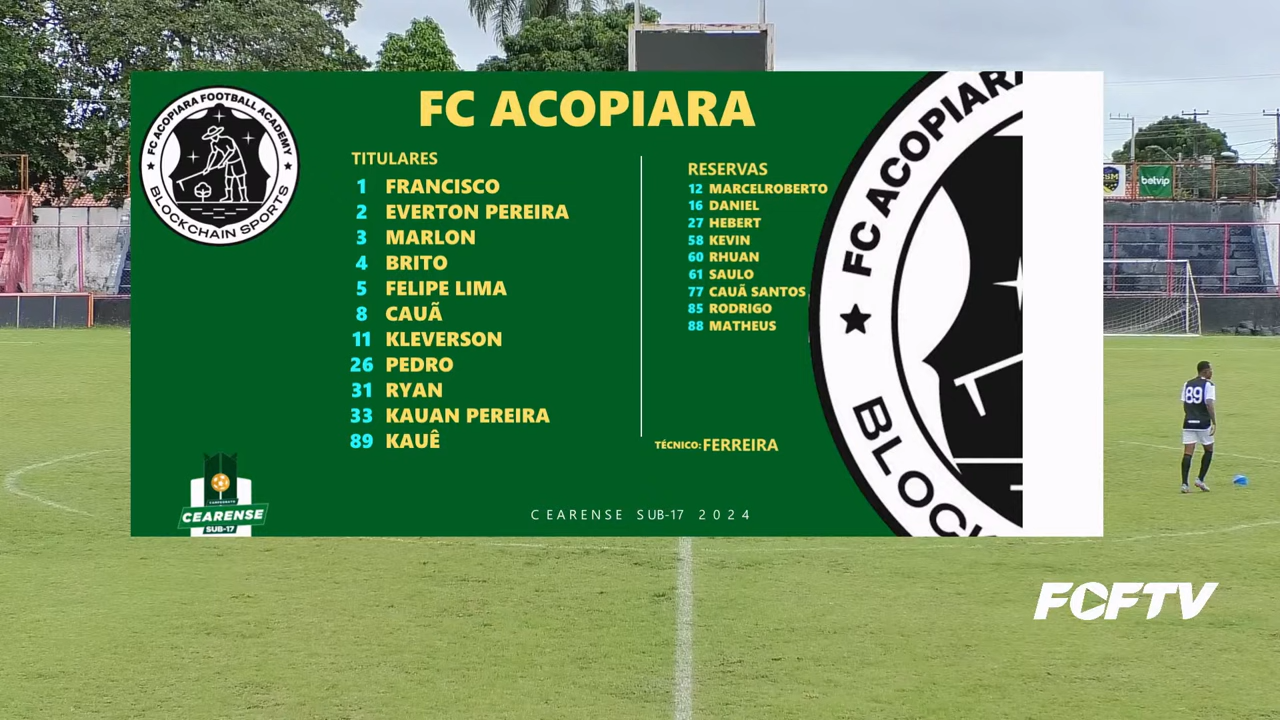 FC ACOPIARA
FC ACOPIARA FOOTBALL ACADEMY
BLOCKCHAIN SPORTS
TITULARES
1 FRANCISCO
2 EVERTON PEREIRA
3 MARLON
4 BRITO
5 FELIPE LIMA
8 CAUÃ
11 KLEVERSON
26 PEDRO
31 RYAN
33 KAUAN PEREIRA
89 KAUÊ
RESERVAS
12 MARCELROBERTO
16 DANIEL
27 HEBERT
58 KEVIN
60 RHUAN
61 SAULO
77 CAUÃ SANTOS
85 RODRIGO
88 MATHEUS
TÉCNICO: FERREIRA
FC ACOPIARA
BLOC
CAMPEONATO
CEARENSE
SUB-17
CEARENSE SUB-17 2024
betvip
89
FCFTV